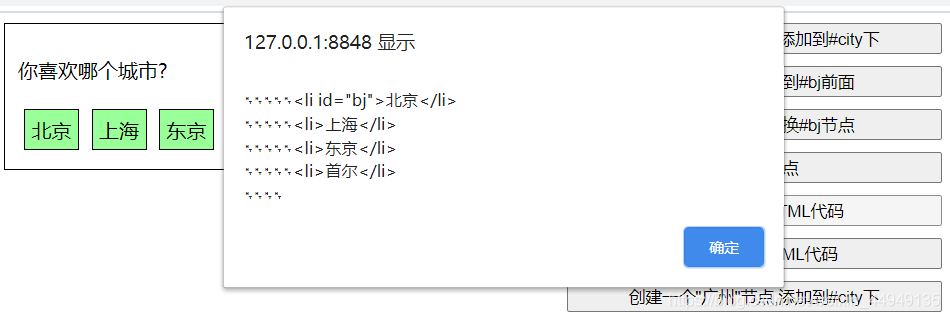 127.0.0.1:8848 显示
添加到#city下
你喜欢哪个城市?
到#bj前面
<li id="bj">北京</li>
北京 上海 东京
<li>上海</li>
换#bj节点
<li>东京</li>
<li>首尔</li>
点
TML代码
确定
ML代码
创建一个"广州"节点,添加到#city下